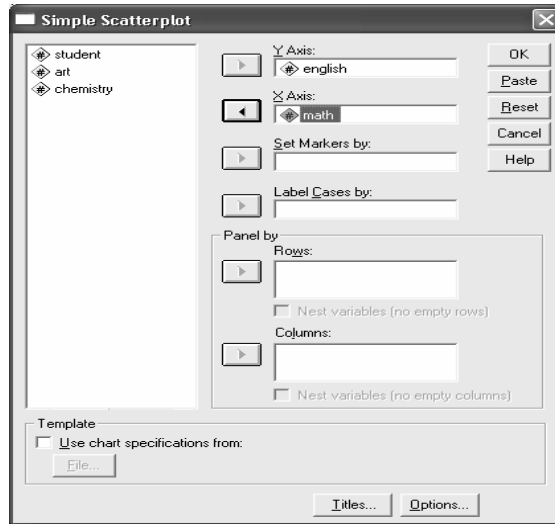 Simple Scatterplot
student
art
chemistry
Y Axis:
english
X Axis:
math
Set Markers by:
Label Cases by:
Panel by
Rows:
Nest variables (no empty rows)
Columns:
Nest variables (no empty columns)
OK
Paste
Reset
Cancel
Help
Template
Use chart specifications from:
File...
Titles...
Options...